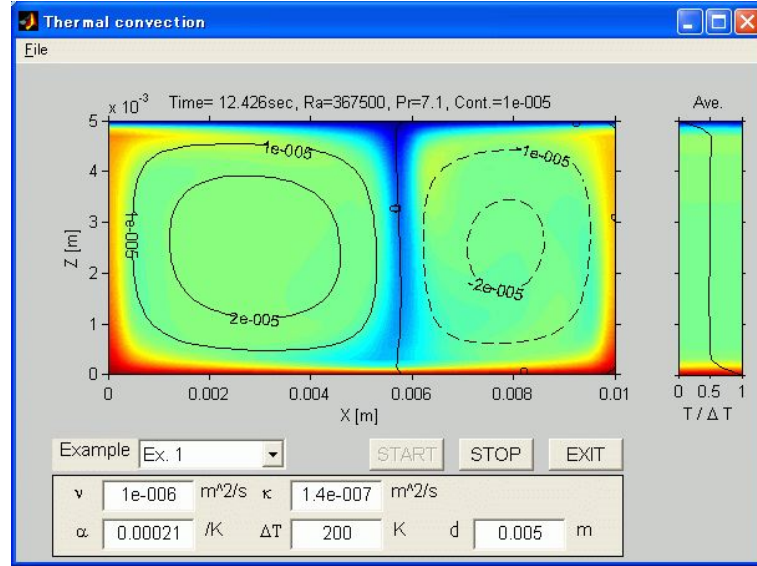 Thermal convection
File
x 10^-3 Time= 12.426sec, Ra=367500, Pr=7.1, Cont.=1e-005 Ave.
5
4
3
2
1
0
Z [m]
1e-005
1e-005
2e-005
0
0
0
0
-1e-005
-2e-005
0 0.002 0.004 0.006 0.008 0.01
X [m]
0 0.5 1
T / Δ T
Example Ex. 1 START STOP EXIT
ν 1e-006 m^2/s κ 1.4e-007 m^2/s
α 0.00021 /K ΔT 200 K d 0.005 m